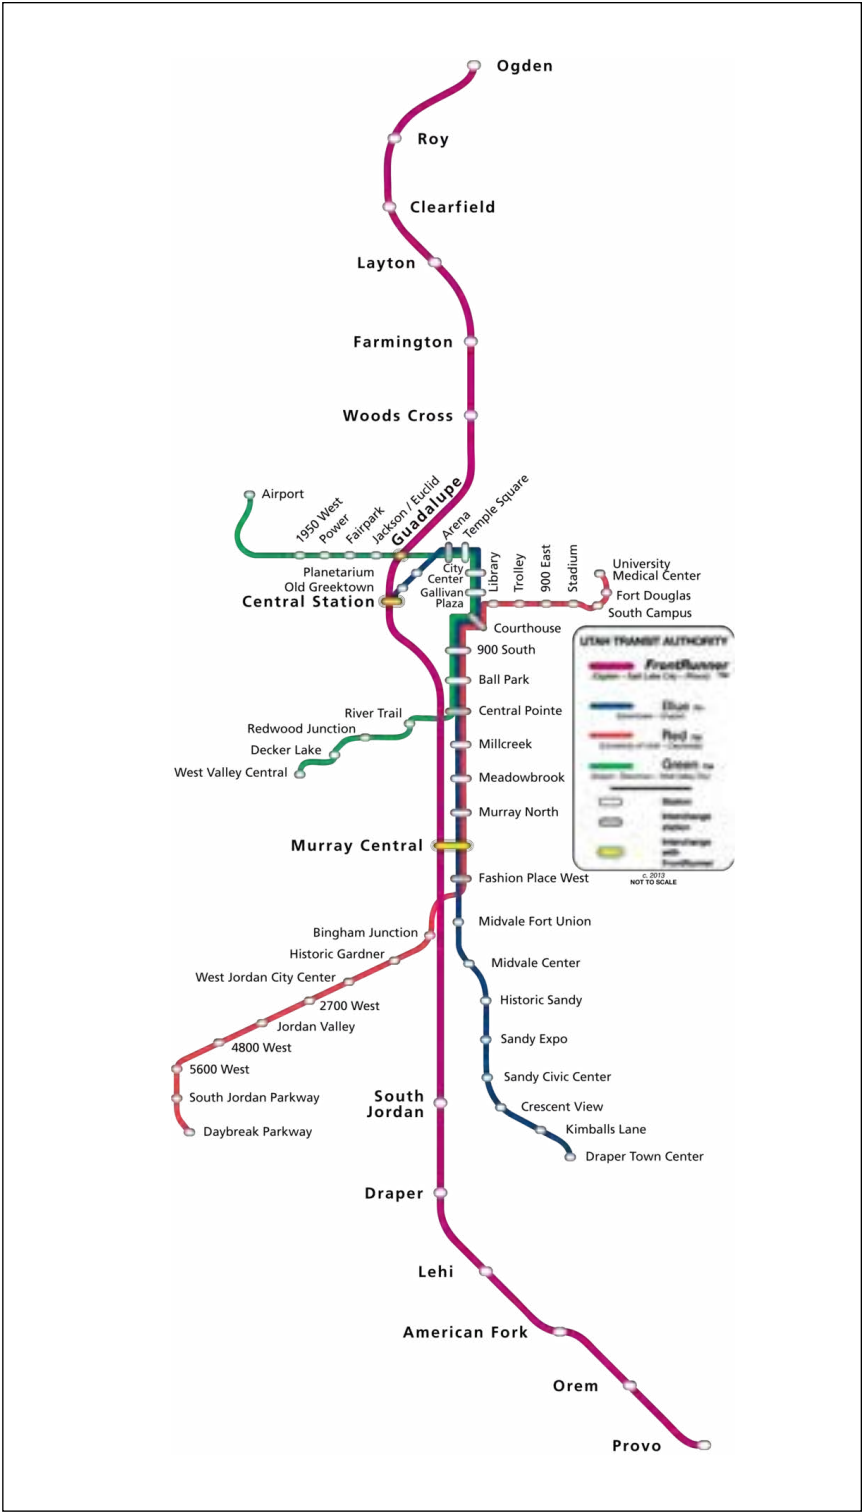 Ogden
Roy
Clearfield
Layton
Farmington
Woods Cross
Airport
1950 West
Power
Fairpark
Jackson / Euclid
Guadalupe
Arena
Temple Square
Planetarium
Old Greektown
Central Station
City
Center
Gallivan
Plaza
Library
Trolley
900 East
Stadium
University
Medical Center
Fort Douglas
South Campus
Courthouse
900 South
Ball Park
Central Pointe
River Trail
Redwood Junction
Decker Lake
West Valley Central
Millcreek
Meadowbrook
Murray North
Murray Central
Fashion Place West
UTAH TRANSIT AUTHORITY
FrontRunner
Blue
Red
Green
Station
Interchange
station
Interchange
with
FrontRunner
c. 2013
NOT TO SCALE
Midvale Fort Union
Bingham Junction
Historic Gardner
Midvale Center
West Jordan City Center
2700 West
Historic Sandy
Jordan Valley
Sandy Expo
4800 West
5600 West
Sandy Civic Center
South Jordan Parkway
South
Jordan
Crescent View
Daybreak Parkway
Kimballs Lane
Draper Town Center
Draper
Lehi
American Fork
Orem
Provo